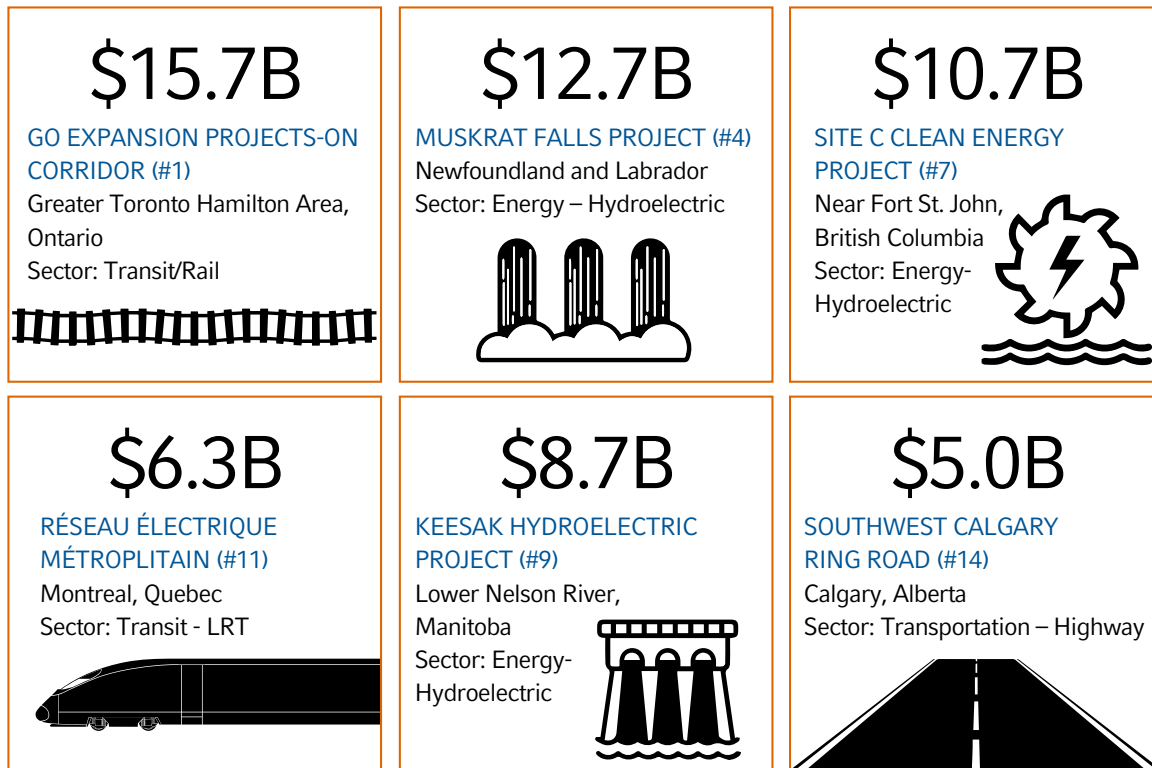 $15.7B
GO EXPANSION PROJECTS-ON
CORRIDOR (#1)
Greater Toronto Hamilton Area,
Ontario
Sector: Transit/Rail
$12.7B
MUSKRAT FALLS PROJECT (#4)
Newfoundland and Labrador
Sector: Energy – Hydroelectric
$10.7B
SITE C CLEAN ENERGY
PROJECT (#7)
Near Fort St. John,
British Columbia
Sector: Energy-
Hydroelectric
$6.3B
RÉSEAU ÉLECTRIQUE
MÉTROPLITAIN (#11)
Montreal, Quebec
Sector: Transit - LRT
$8.7B
KEESAK HYDROELECTRIC
PROJECT (#9)
Lower Nelson River,
Manitoba
Sector: Energy-
Hydroelectric
$5.0B
SOUTHWEST CALGARY
RING ROAD (#14)
Calgary, Alberta
Sector: Transportation – Highway